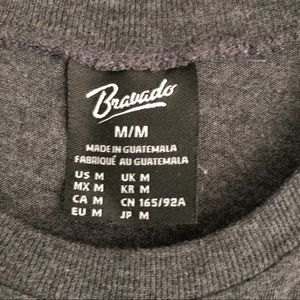 Bravado
M/M
MADE IN GUATEMALA
FABRIQUÉ AU GUATEMALA
US M UK M
MX M KR M
CA M CN 165/92A
EU M JP M